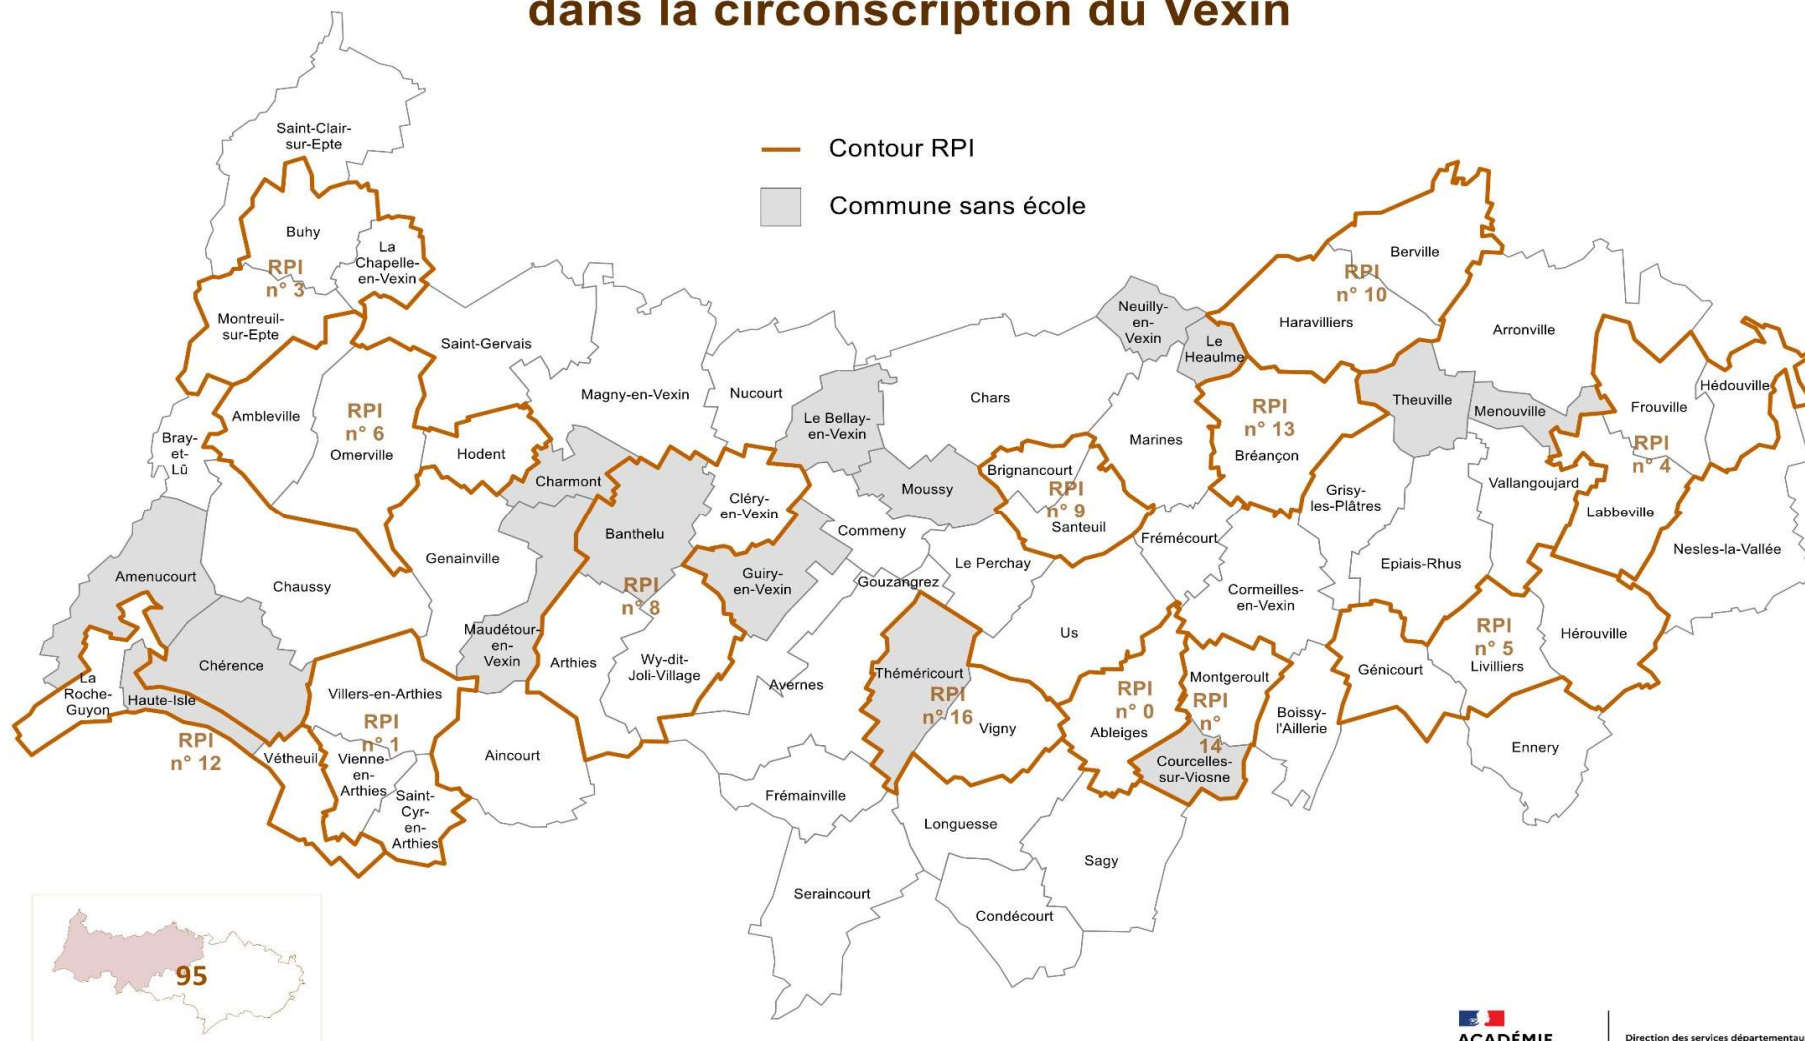 dans la circonscription du Vexin
Contour RPI
Commune sans école
Saint-Clair-
sur-Epte
Buhy
La
Chapelle-
en-Vexin
RPI
n° 3
Montreuil-
sur-Epte
Saint-Gervais
Magny-en-Vexin
Nucourt
Ambleville
RPI
n° 6
Omerville
Hodent
Bray-
et-
Lû
Charmont
Le Bellay-
en-Vexin
Chars
Neuilly-
en-
Vexin
Le
Heaulme
Haravilliers
RPI
n° 10
Berville
Arronville
Hédouville
Frouville
Theuville
Menouville
RPI
n° 4
Marines
RPI
n° 13
Bréançon
Brignancourt
RPI
n° 9
Santeuil
Moussy
Cléry-
en-Vexin
Banthelu
Commeny
Grisy-
les-Plâtres
Vallangoujard
Labbeville
Nesles-la-Vallée
Genainville
Amenucourt
Chaussy
RPI
n° 8
Guiry-
en-Vexin
Gouzangrez
Le Perchay
Frémécourt
Cormeilles-
en-Vexin
Epiais-Rhus
Chérence
Maudétour-
en-
Vexin
Arthies
Wy-dit-
Joli-Village
Avernes
Us
RPI
n° 5
Livilliers
Hérouville
Génicourt
La
Roche-
Guyon
Haute-Isle
RPI
n° 12
Villers-en-Arthies
RPI
n° 1
Vétheuil
Vienne-
en-
Arthies
Saint-
Cyr-
en-
Arthies
Aincourt
Théméricourt
RPI
n° 16
Vigny
RPI
n° 0
Ableiges
Montgeroult
RPI
n°
14
Courcelles-
sur-Viosne
Boissy-
l'Aillerie
Ennery
Frémainville
Longuesse
Sagy
Seraincourt
Condécourt
95
ACADÉMIE
Direction des services départementau